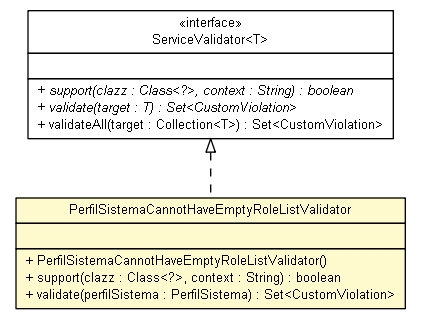 «interface»
ServiceValidator<T>
+ support(clazz : Class<?>, context : String) : boolean
+ validate(target : T) : Set<CustomViolation>
+ validateAll(target : Collection<T>) : Set<CustomViolation>
PerfilSistemaCannotHaveEmptyRoleListValidator
+ PerfilSistemaCannotHaveEmptyRoleListValidator()
+ support(clazz : Class<?>, context : String) : boolean
+ validate(perfilSistema : PerfilSistema) : Set<CustomViolation>